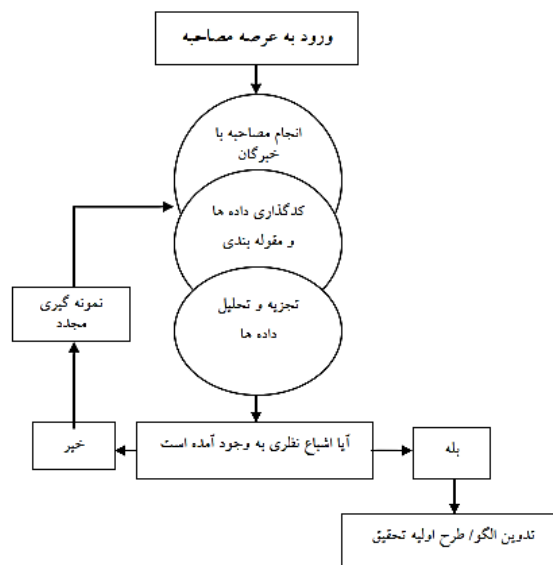 ورود به عرصه مصاحبه
انجام مصاحبه با
خبرگان
کدگذاری داده ها
و مقوله بندی
تجزیه و تحلیل
داده ها
نمونه گیری
مجدد
خیر
آیا اشباع نظری به وجود آمده است
بله
تدوین الگو/ طرح اولیه تحقیق